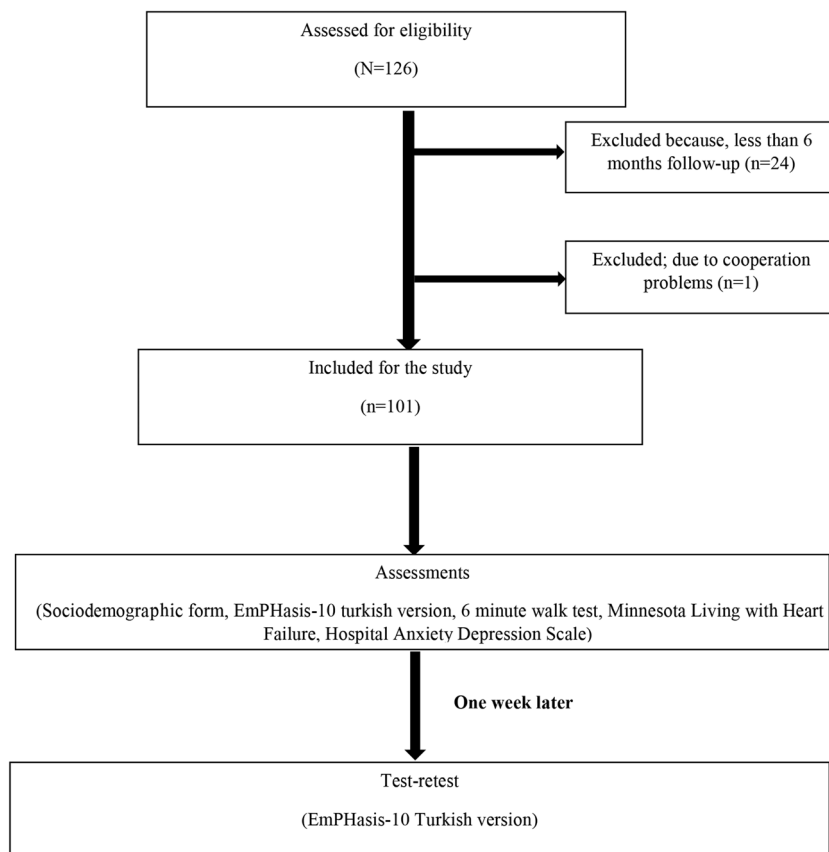 Assessed for eligibility
(N=126)
Excluded because, less than 6
months follow-up (n=24)
Excluded; due to cooperation
problems (n=1)
Included for the study
(n=101)
Assessments
(Sociodemographic form, EmPHasis-10 turkish version, 6 minute walk test, Minnesota Living with Heart
Failure, Hospital Anxiety Depression Scale)
One week later
Test-retest
(EmPHasis-10 Turkish version)